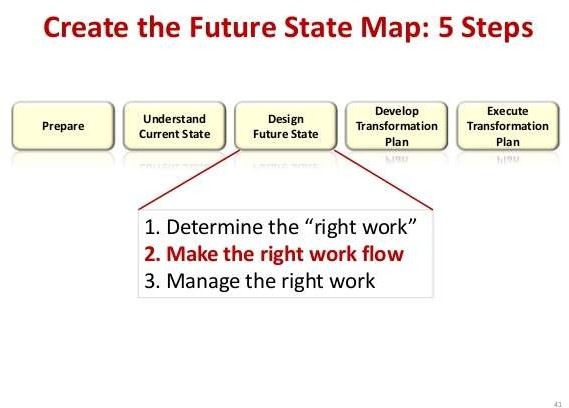 Create the Future State Map: 5 Steps
Prepare
Understand
Current State
Design
Future State
Develop
Transformation
Plan
Execute
Transformation
Plan
1. Determine the “right work”
2. Make the right work flow
3. Manage the right work
41